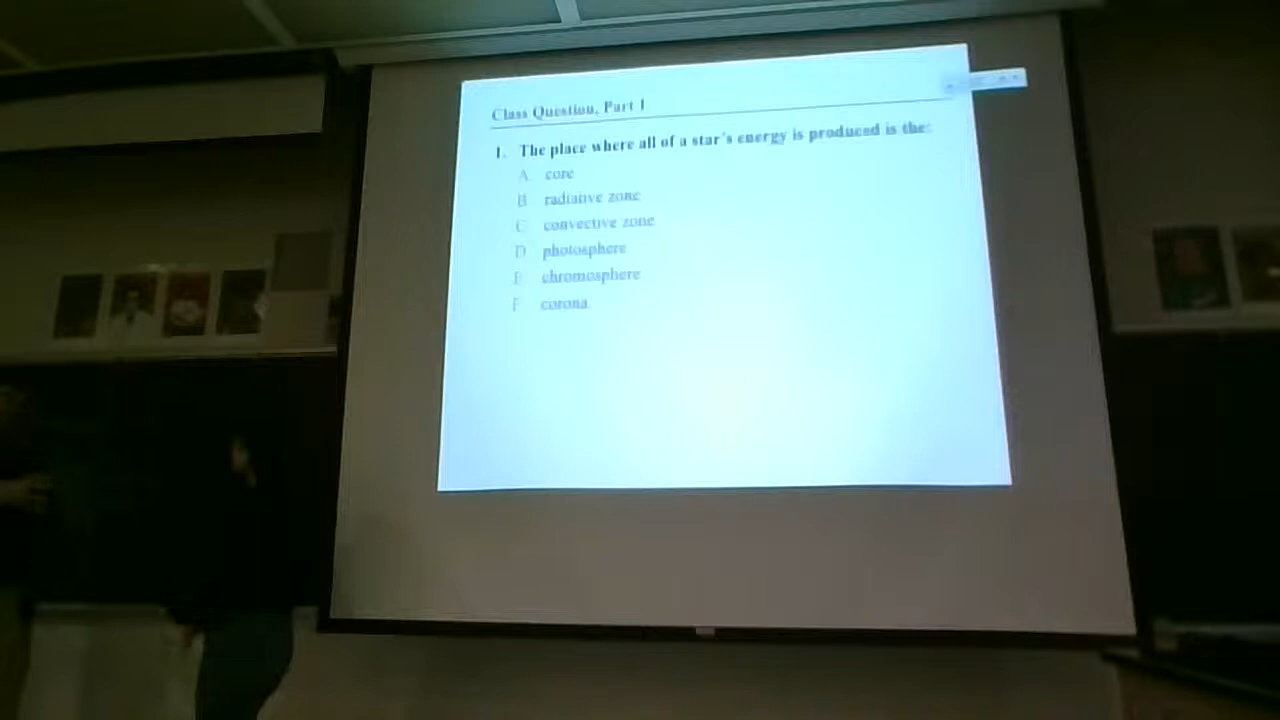 Class Question, Part 1
1. The place where all of a star's energy is produced is the:
A core
B radiative zone
C convective zone
D photosphere
E chromosphere
F corona